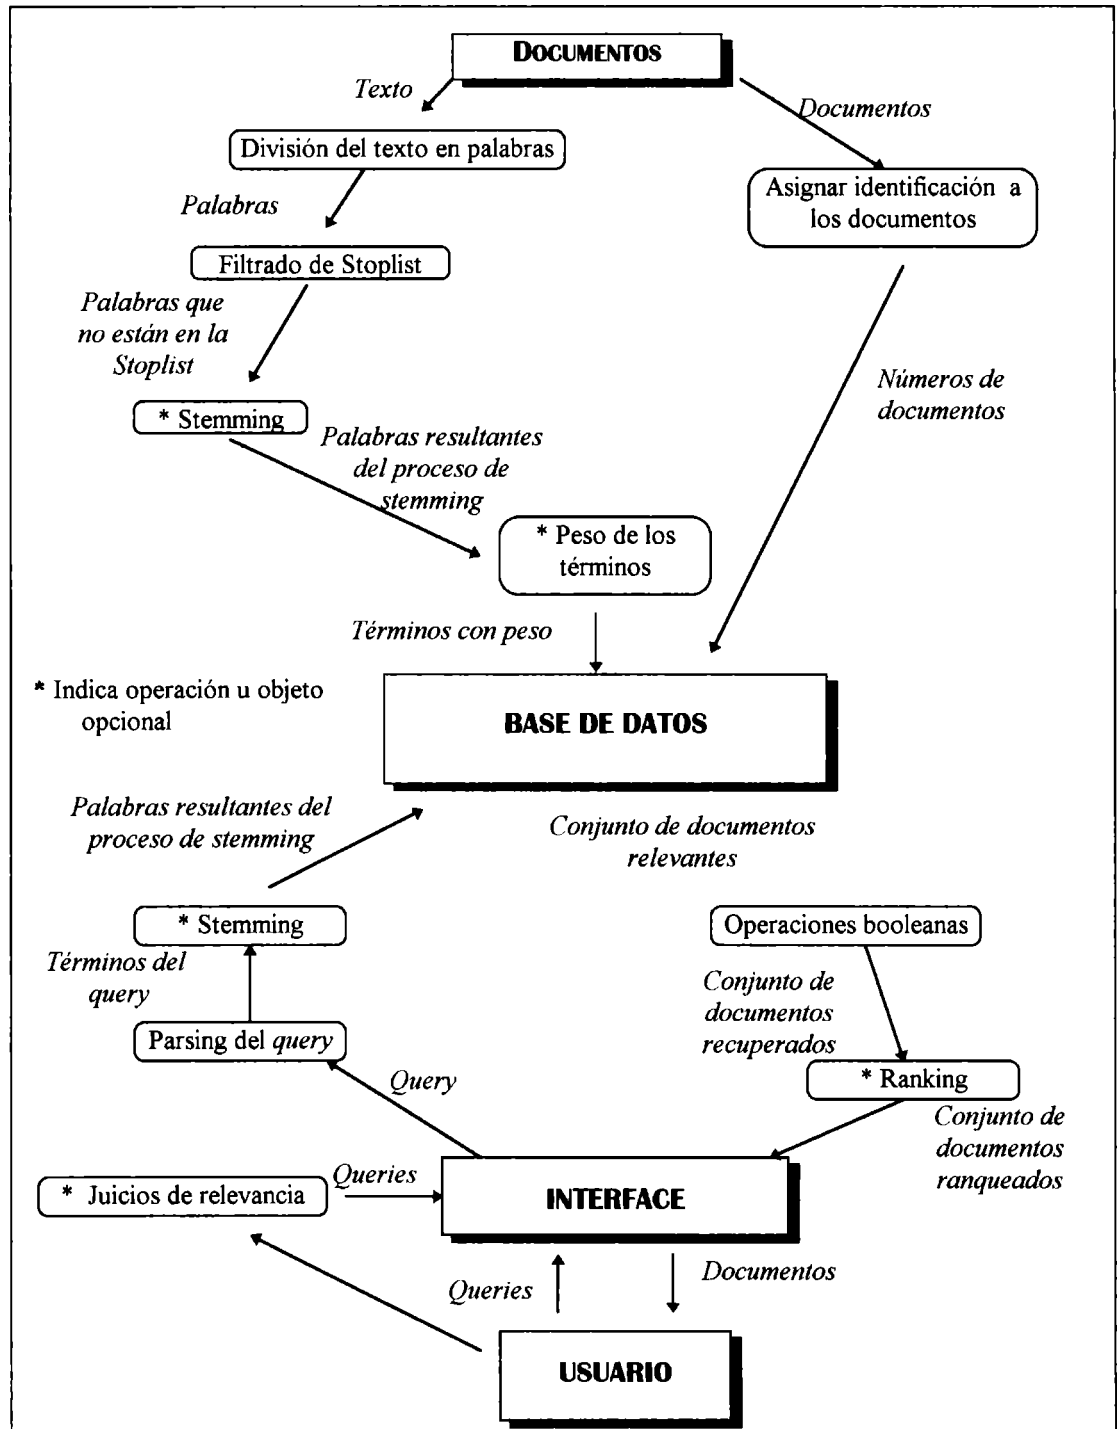 DOCUMENTOS
Texto
Documentos
División del texto en palabras
Asignar identificación a
los documentos
Palabras
Filtrado de Stoplist
Palabras que
no están en la
Stoplist
Números de
documentos
* Stemming
Palabras resultantes
del proceso de
stemming
* Peso de los
términos
Términos con peso
* Indica operación u objeto
opcional
BASE DE DATOS
Palabras resultantes del
proceso de stemming
Conjunto de documentos
relevantes
* Stemming
Operaciones booleanas
Términos del
query
Conjunto de
documentos
recuperados
Parsing del query
Query
* Ranking
Conjunto de
documentos
ranqueados
Queries
* Juicios de relevancia
INTERFACE
Queries
Documentos
USUARIO